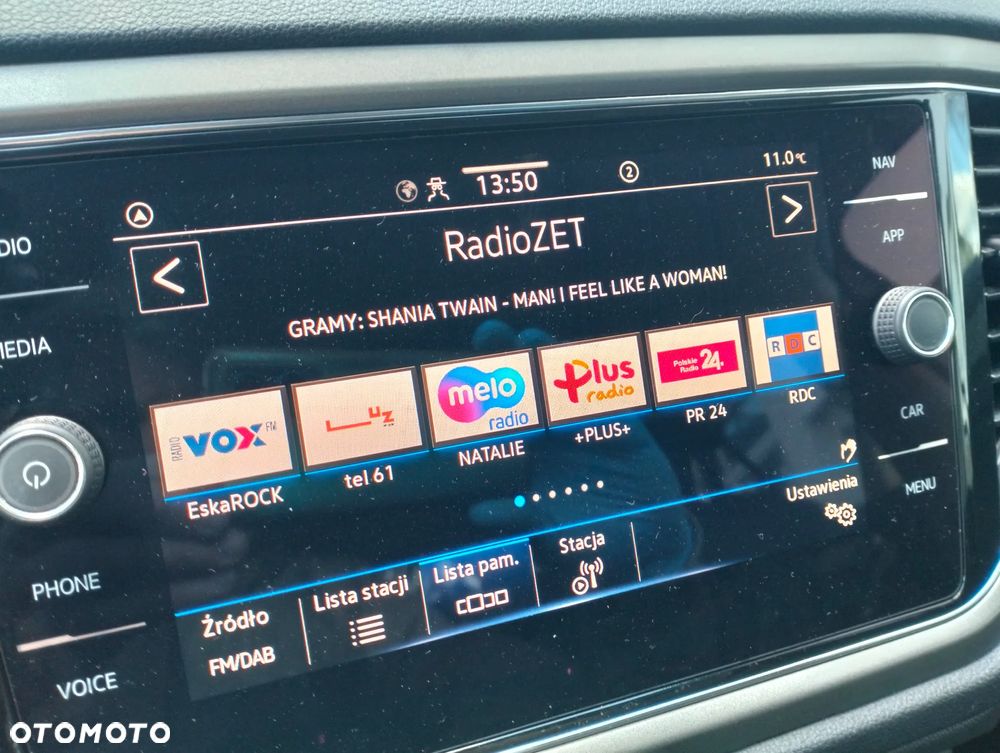 13:50
2
11.0°C
NAV
APP
DIO
MEDIA
RadioZET
GRAMY: SHANIA TWAIN - MAN! I FEEL LIKE A WOMAN!
RADIO VOX FM
EskaROCK
uz
tel 61
melo
radio
NATALIE
Plus
radio
+PLUS+
Polskie
Radio 24
PR 24
RDC
RDC
CAR
MENU
Ustawienia
PHONE
VOICE
Źródło
FM/DAB
Lista stacji
Lista pam.
Stacja
OTOMOTO